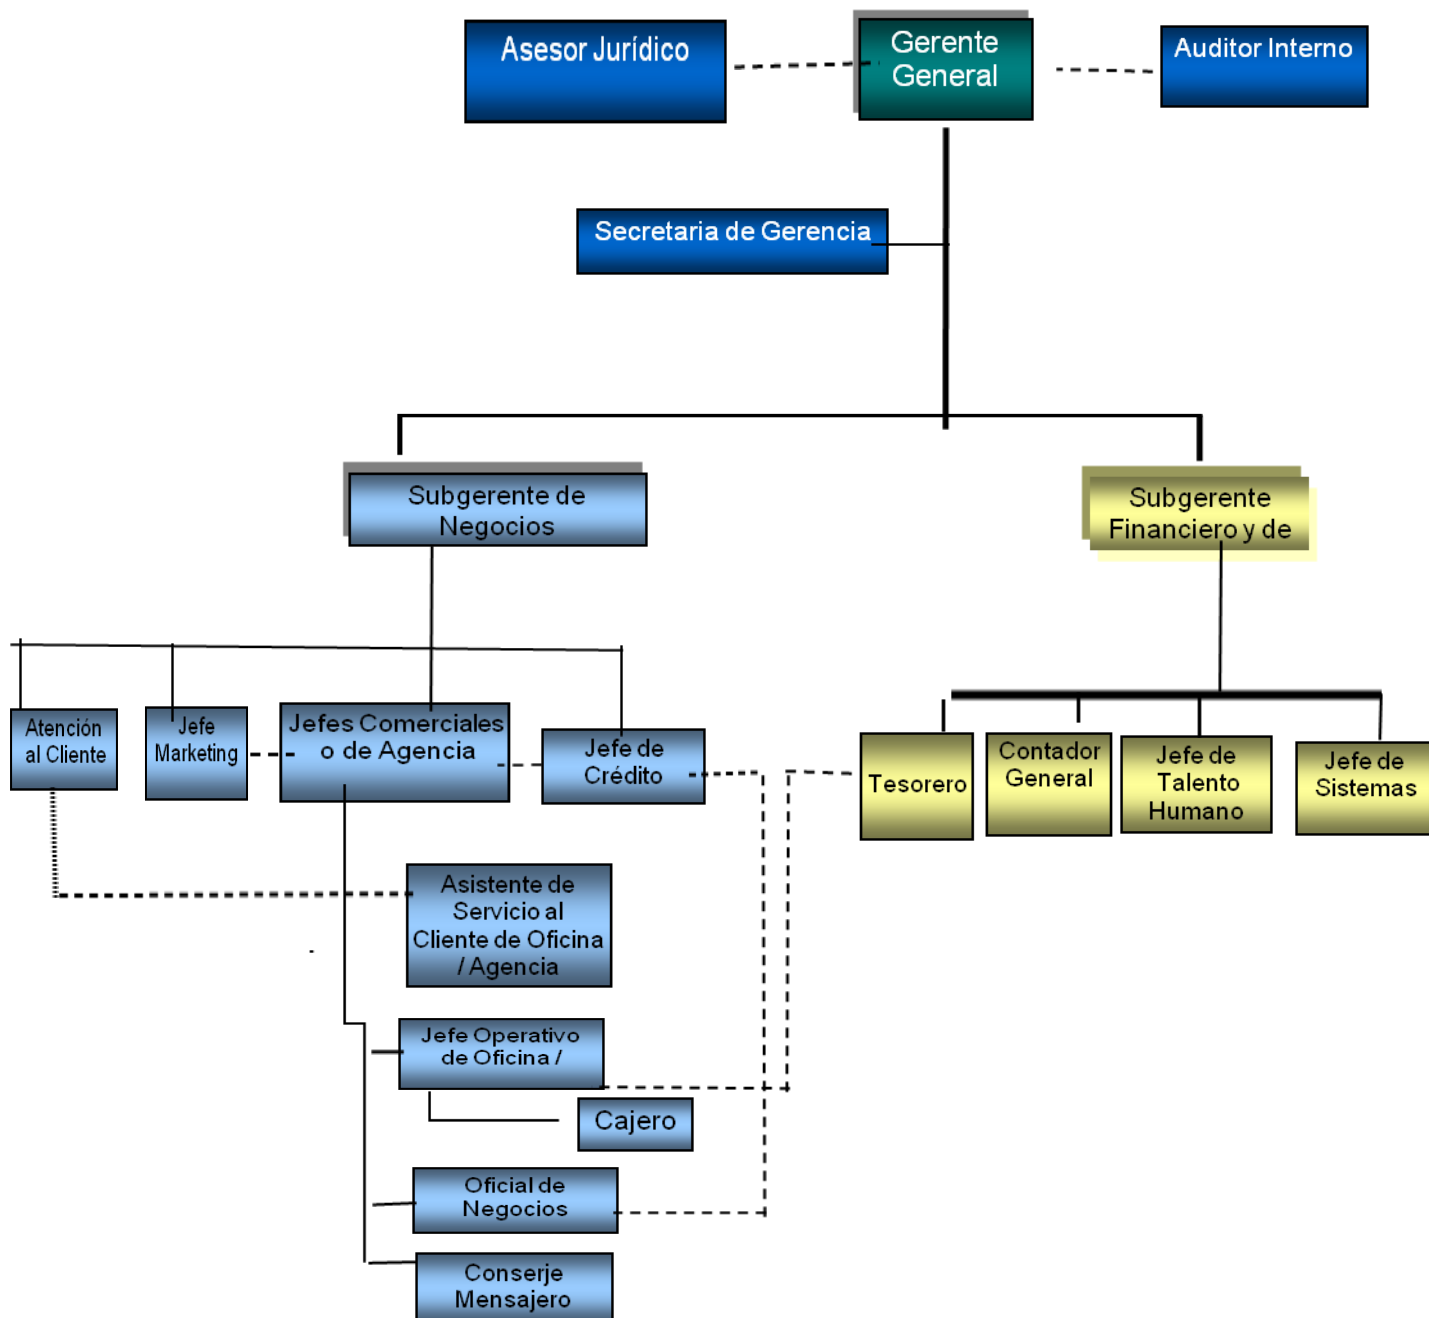 Asesor Jurídico
Gerente
General
Auditor Interno
Secretaria de Gerencia
Subgerente de
Negocios
Subgerente
Financiero y de
Atención
al Cliente
Jefe
Marketing
Jefes Comerciales
o de Agencia
Jefe de
Crédito
Tesorero
Contador
General
Jefe de
Talento
Humano
Jefe de
Sistemas
Asistente de
Servicio al
Cliente de Oficina
/ Agencia
Jefe Operativo
de Oficina /
Cajero
Oficial de
Negocios
Conserje
Mensajero